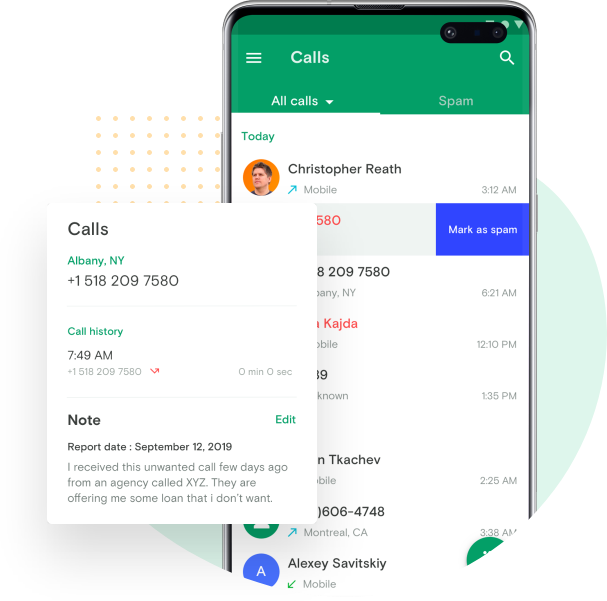 Calls
All calls
Spam
Today
Christopher Reath
Mobile
3:12 AM
580
Mark as spam
8 209 7580
bany, NY
6:21 AM
a Kajda
obile
12:10 PM
39
known
1:35 PM
n Tkachev
obile
2:25 AM
)606-4748
Montreal, CA
3:38 AM
A
Alexey Savitskiy
Mobile
Calls
Albany, NY
+1 518 209 7580
Call history
7:49 AM
+1 518 209 7580
0 min 0 sec
Note
Edit
Report date : September 12, 2019
I received this unwanted call few days ago
from an agency called XYZ. They are
offering me some loan that i don't want.